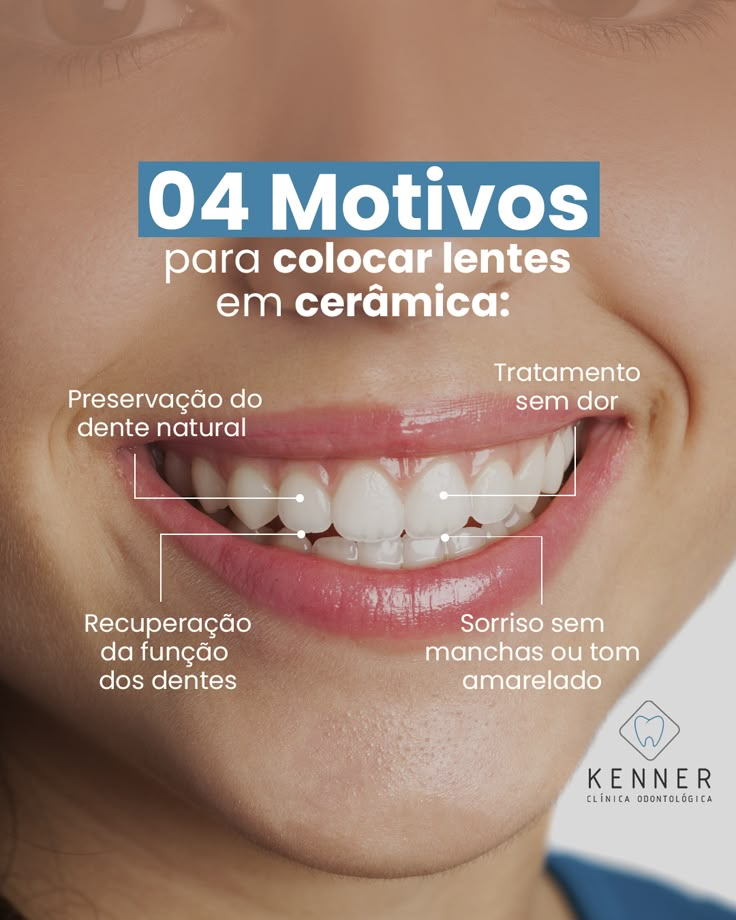 04 Motivos
para colocar lentes
em cerâmica:
Preservação do
dente natural
Tratamento
sem dor
Recuperação
da função
dos dentes
Sorriso sem
manchas ou tom
amarelado
KENNER
CLÍNICA ODONTOLÓGICA